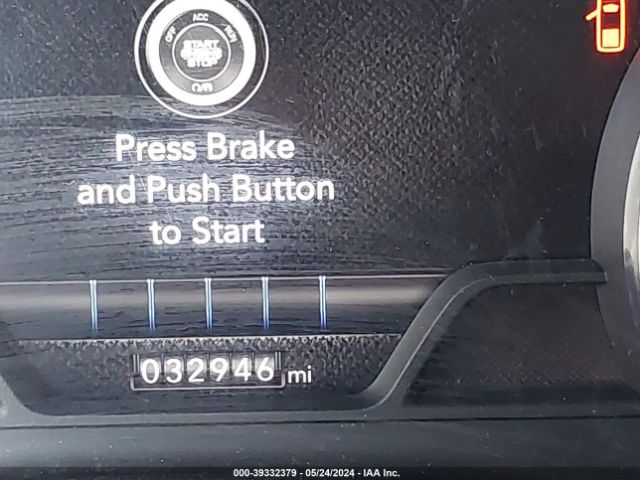 OFF ACC RUN
START
STOP
Press Brake
and Push Button
to Start
032946 mi
000-39332379 - 05/24/2024 - IAA Inc.